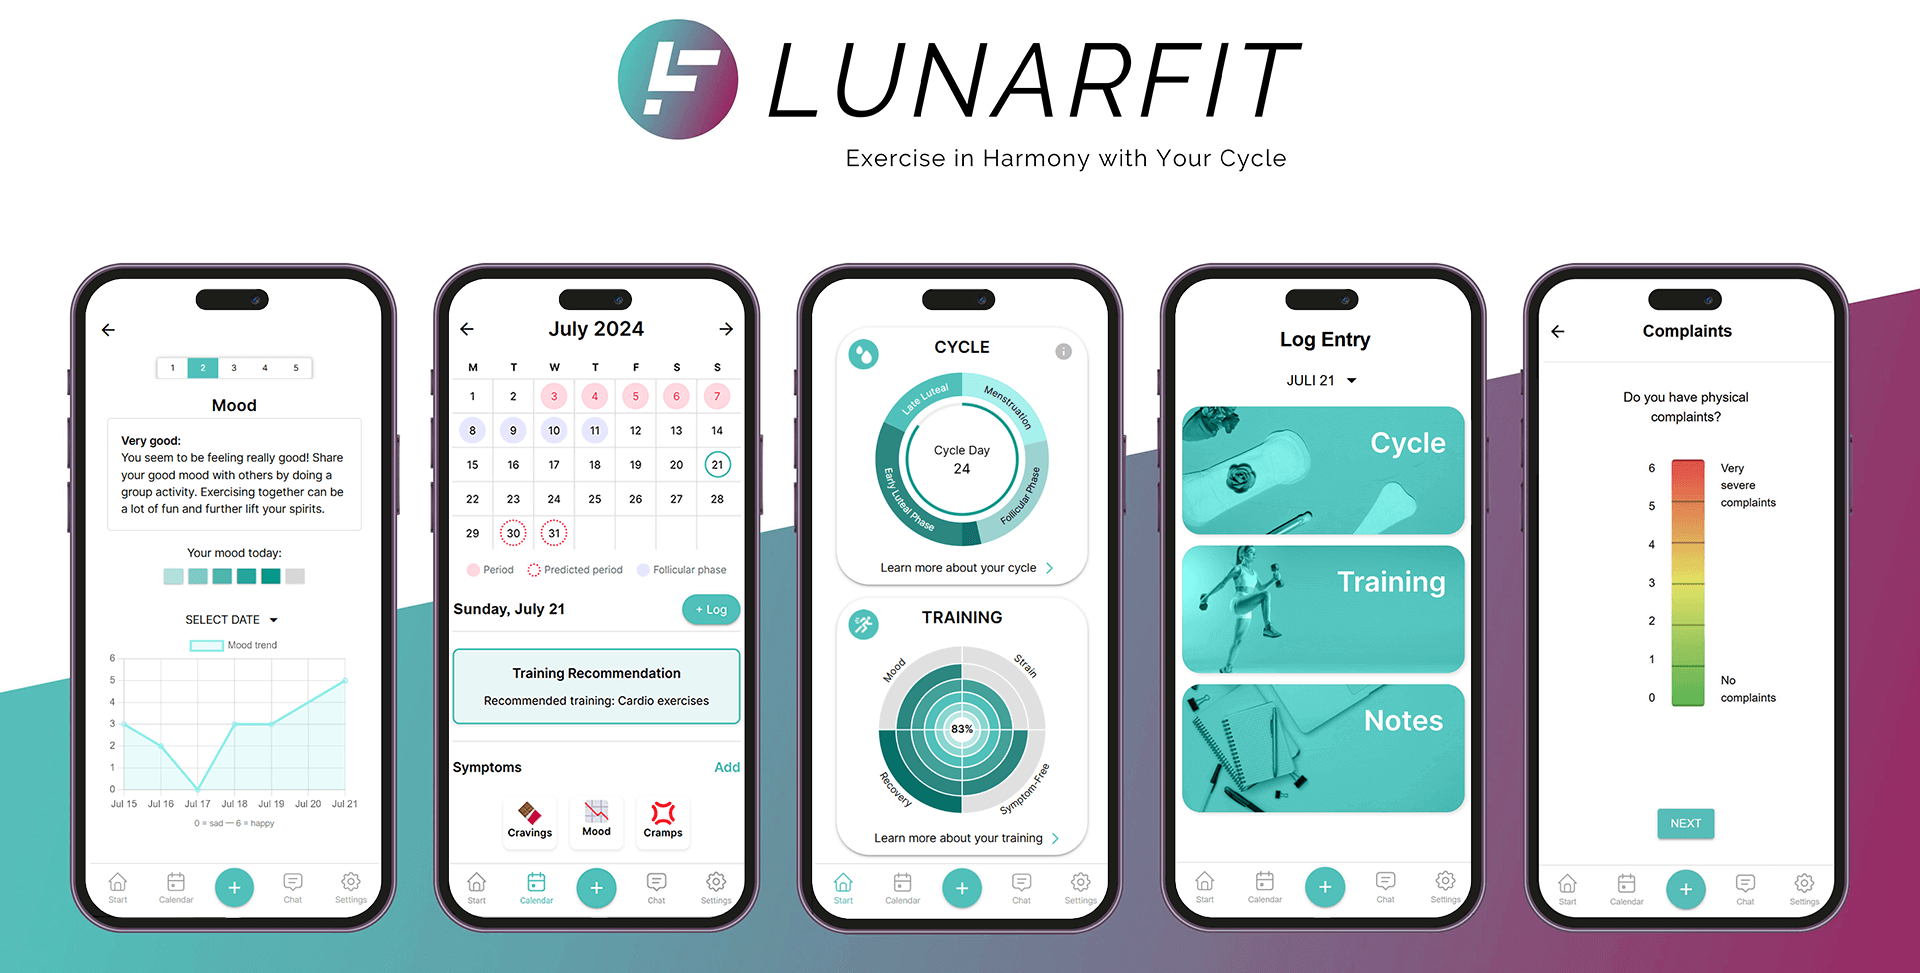 LUNARFIT
Exercise in Harmony with Your Cycle
1 2 3 4 5
Mood
Very good:
You seem to be feeling really good! Share
your good mood with others by doing a
group activity. Exercising together can be
a lot of fun and further lift your spirits.
Your mood today:
SELECT DATE
Mood trend
6
5
4
3
2
1
0
Jul 15 Jul 16 Jul 17 Jul 18 Jul 19 Jul 20 Jul 21
0 = sad — 6 = happy
Start Calendar + Chat Settings
July 2024
M T W T F S S
1 2 3 4 5 6 7
8 9 10 11 12 13 14
15 16 17 18 19 20 21
22 23 24 25 26 27 28
29 30 31
Period Predicted period Follicular phase
Sunday, July 21 + Log
Training Recommendation
Recommended training: Cardio exercises
Symptoms Add
Cravings Mood Cramps
Start Calendar + Chat Settings
CYCLE i
Late Luteal
Menstruation
Follicular Phase
Early Luteal Phase
Cycle Day
24
Learn more about your cycle
TRAINING
Mood
Strain
83%
Recovery
Symptom-Free
Learn more about your training
Start Calendar + Chat Settings
Log Entry
JULI 21
Cycle
Training
Notes
Start Calendar + Chat Settings
Complaints
Do you have physical
complaints?
6 Very
severe
5 complaints
4
3
2
1
No
0 complaints
NEXT
Start Calendar + Chat Settings